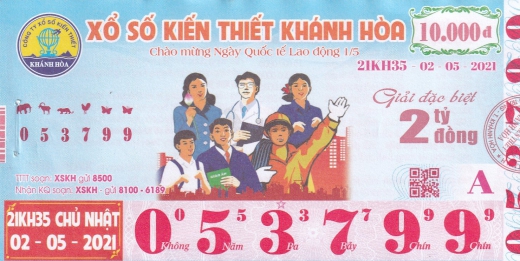 CÔNG TY XỔ SỐ KIẾN THIẾT
KHÁNH HÒA
XỔ SỐ KIẾN THIẾT KHÁNH HÒA
10.000đ
Chào mừng Ngày Quốc tế Lao động 1/5
21KH35 - 02 - 05 - 2021
053799
Giải đặc biệt
2 tỷ đồng
TTT soạn: XSKH gửi 8500
Nhận KQ soạn: XSKH - gửi 8100 - 6189
A
21KH35 CHỦ NHẬT
02 - 05 - 2021
0 0 5 5 3 3 7 7 9 9 9 9
Không Năm Ba Bảy Chín Chín